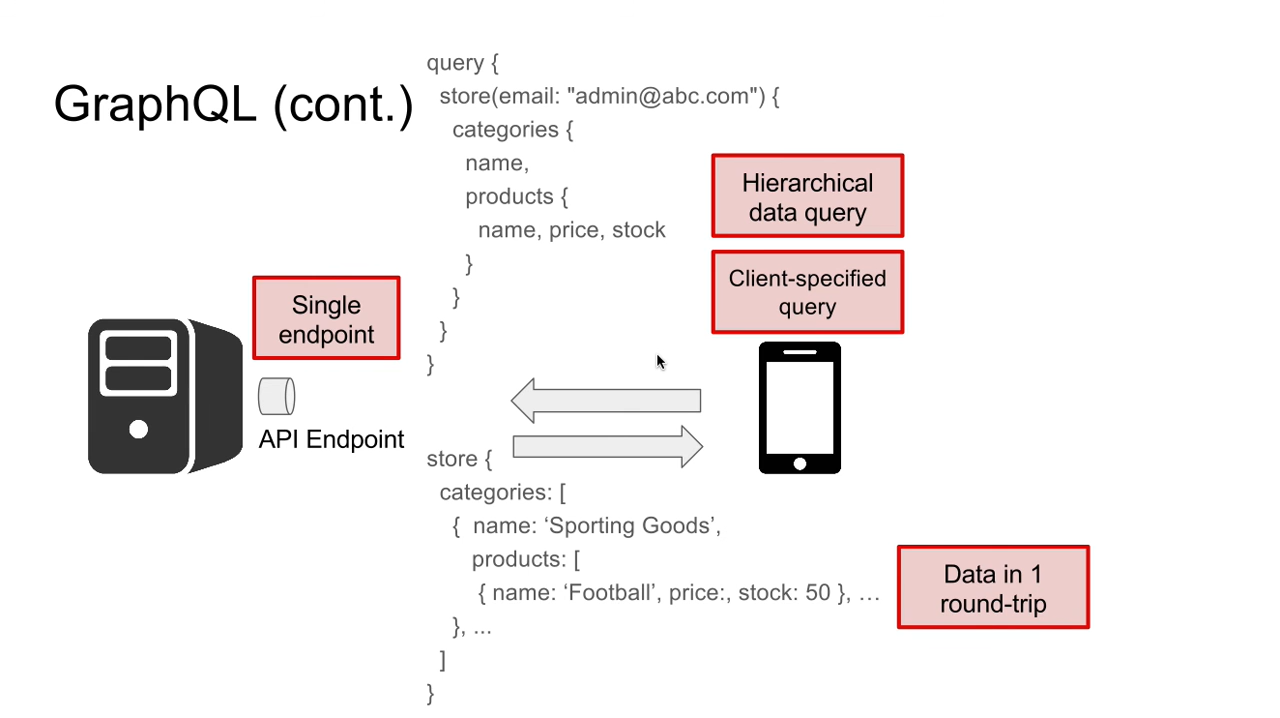 GraphQL (cont.)
query {
store(email: "admin@abc.com") {
categories {
name,
products {
name, price, stock
}
}
}
}
Hierarchical
data query
Client-specified
query
Single
endpoint
API Endpoint
store {
categories: [
{ name: ‘Sporting Goods’,
products: [
{ name: ‘Football’, price:, stock: 50 }, …
}, ...
]
}
Data in 1
round-trip